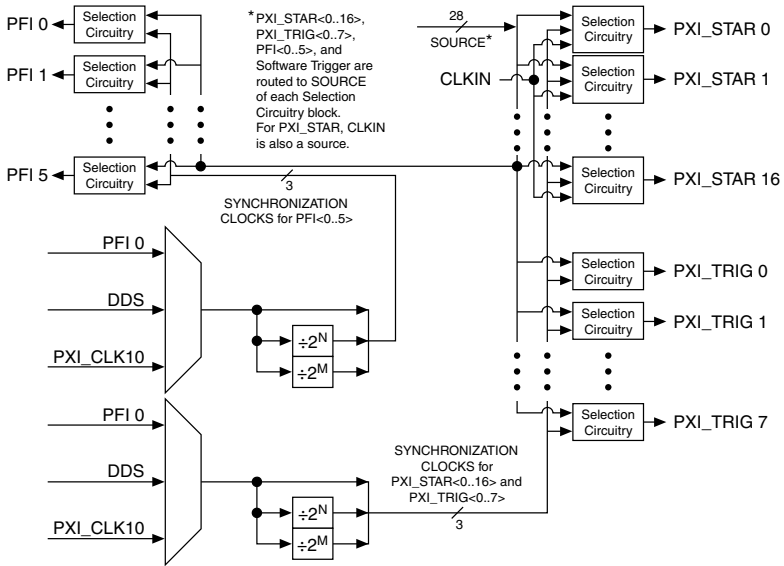 PFI 0
Selection
Circuitry
PFI 1
Selection
Circuitry
PFI 5
Selection
Circuitry
*PXI_STAR<0..16>,
PXI_TRIG<0..7>,
PFI<0..5>, and
Software Trigger are
routed to SOURCE
of each Selection
Circuitry block.
For PXI_STAR, CLKIN
is also a source.
28
SOURCE*
CLKIN
Selection
Circuitry
PXI_STAR 0
Selection
Circuitry
PXI_STAR 1
Selection
Circuitry
PXI_STAR 16
3
SYNCHRONIZATION
CLOCKS for PFI<0..5>
PFI 0
DDS
PXI_CLK10
÷2N
÷2M
Selection
Circuitry
PXI_TRIG 0
Selection
Circuitry
PXI_TRIG 1
Selection
Circuitry
PXI_TRIG 7
PFI 0
DDS
PXI_CLK10
÷2N
÷2M
SYNCHRONIZATION
CLOCKS for
PXI_STAR<0..16> and
PXI_TRIG<0..7>
3